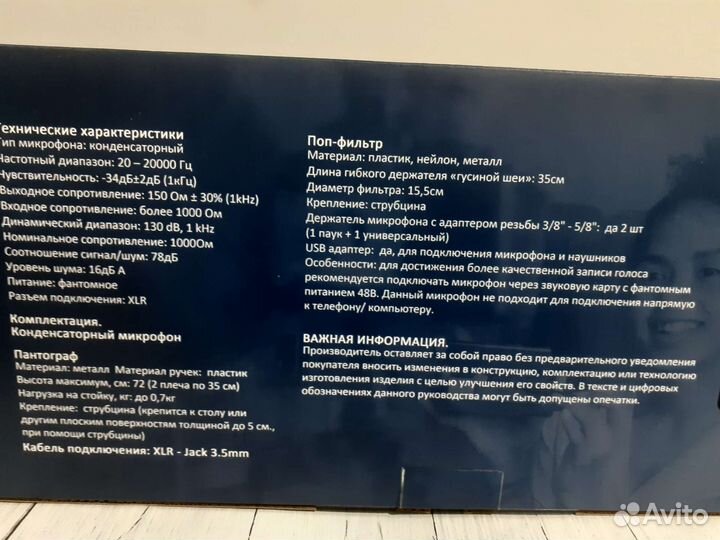 Технические характеристики
Тип микрофона: конденсаторный
Частотный диапазон: 20 – 20000 Гц
Чувствительность: -34дБ±2дБ (1кГц)
Выходное сопротивление: 150 Ом ± 30% (1kHz)
Входное сопротивление: более 1000 Ом
Динамический диапазон: 130 dB, 1 kHz
Номинальное сопротивление: 1000Ом
Соотношение сигнал/шум: 78дБ
Уровень шума: 16дБ А
Питание: фантомное
Разъем подключения: XLR
Комплектация.
Конденсаторный микрофон
Пантограф
Материал: металл Материал ручек: пластик
Высота максимум, см: 72 (2 плеча по 35 см)
Нагрузка на стойку, кг: до 0,7кг
Крепление: струбцина (крепится к столу или
другим плоским поверхностям толщиной до 5 см.,
при помощи струбцины)
Кабель подключения: XLR - Jack 3.5mm
Поп-фильтр
Материал: пластик, нейлон, металл
Длина гибкого держателя «гусиной шеи»: 35см
Диаметр фильтра: 15,5см
Крепление: струбцина
Держатель микрофона с адаптером резьбы 3/8" - 5/8": да 2 шт
(1 паук + 1 универсальный)
USB адаптер: да, для подключения микрофона и наушников
Особенности: для достижения более качественной записи голоса
рекомендуется подключать микрофон через звуковую карту с фантомным
питанием 48В. Данный микрофон не подходит для подключения напрямую
к телефону/ компьютеру.
ВАЖНАЯ ИНФОРМАЦИЯ.
Производитель оставляет за собой право без предварительного уведомления
покупателя вносить изменения в конструкцию, комплектацию или технологию
изготовления изделия с целью улучшения его свойств. В тексте и цифровых
обозначениях данного руководства могут быть допущены опечатки.
Avito